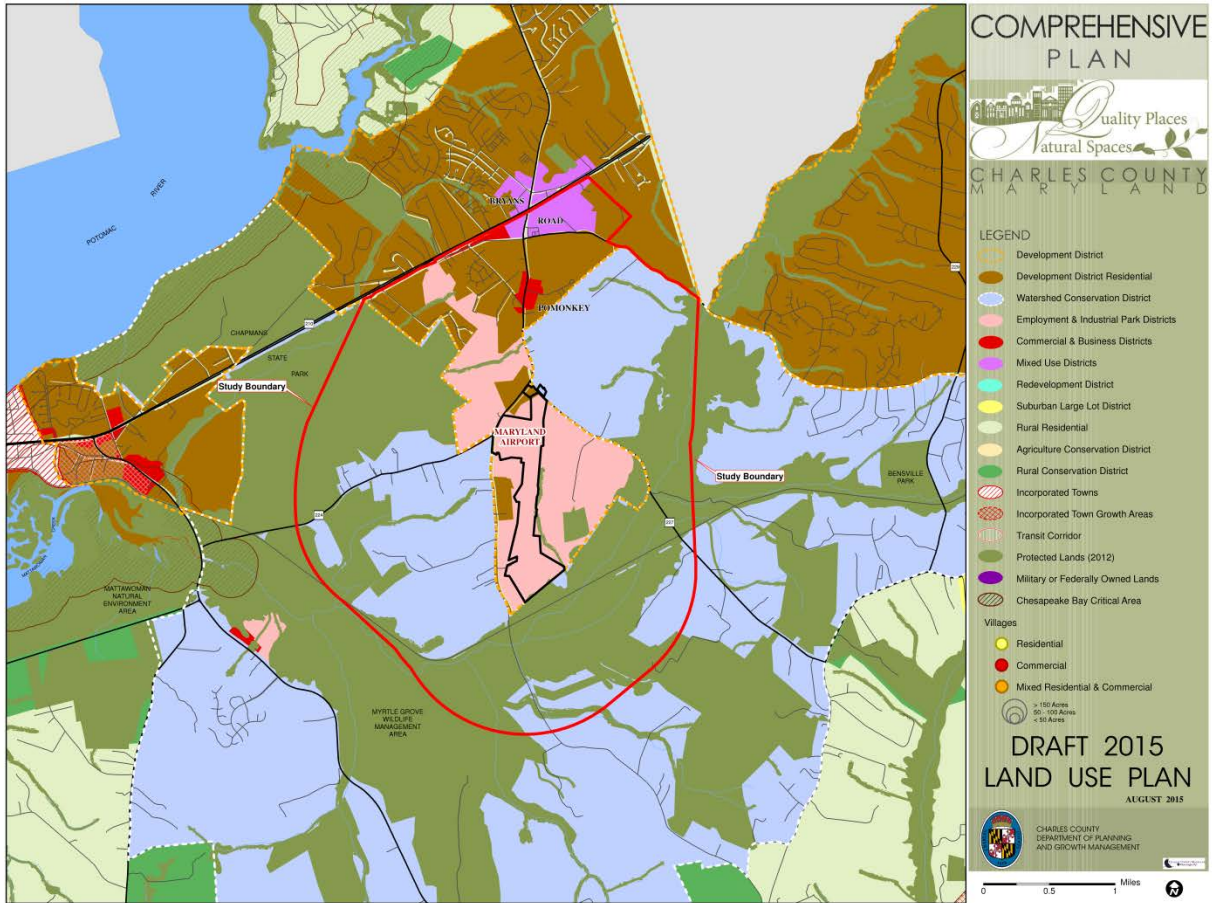 COMPREHENSIVE
PLAN
Quality Places
Natural Spaces
CHARLES COUNTY
MARYLAND
LEGEND
Development District
Development District Residential
Watershed Conservation District
Employment & Industrial Park Districts
Commercial & Business Districts
Mixed Use Districts
Redevelopment District
Suburban Large Lot District
Rural Residential
Agriculture Conservation District
Rural Conservation District
Incorporated Towns
Incorporated Town Growth Areas
Transit Corridor
Protected Lands (2012)
Military or Federally Owned Lands
Chesapeake Bay Critical Area
Villages
Residential
Commercial
Mixed Residential & Commercial
> 150 Acres
50 - 100 Acres
< 50 Acres
DRAFT 2015
LAND USE PLAN
AUGUST 2015
CHARLES COUNTY
DEPARTMENT OF PLANNING
AND GROWTH MANAGEMENT
0 0.5 1 Miles
POTOMAC
RIVER
BRYANS
ROAD
POMONKEY
CHAPMANS
STATE
PARK
210
Study Boundary
MARYLAND
AIRPORT
Study Boundary
BENSVILLE
PARK
224
227
MATTAWOMAN
MATTAWOMAN
NATURAL
ENVIRONMENT
AREA
MYRTLE GROVE
WILDLIFE
MANAGEMENT
AREA